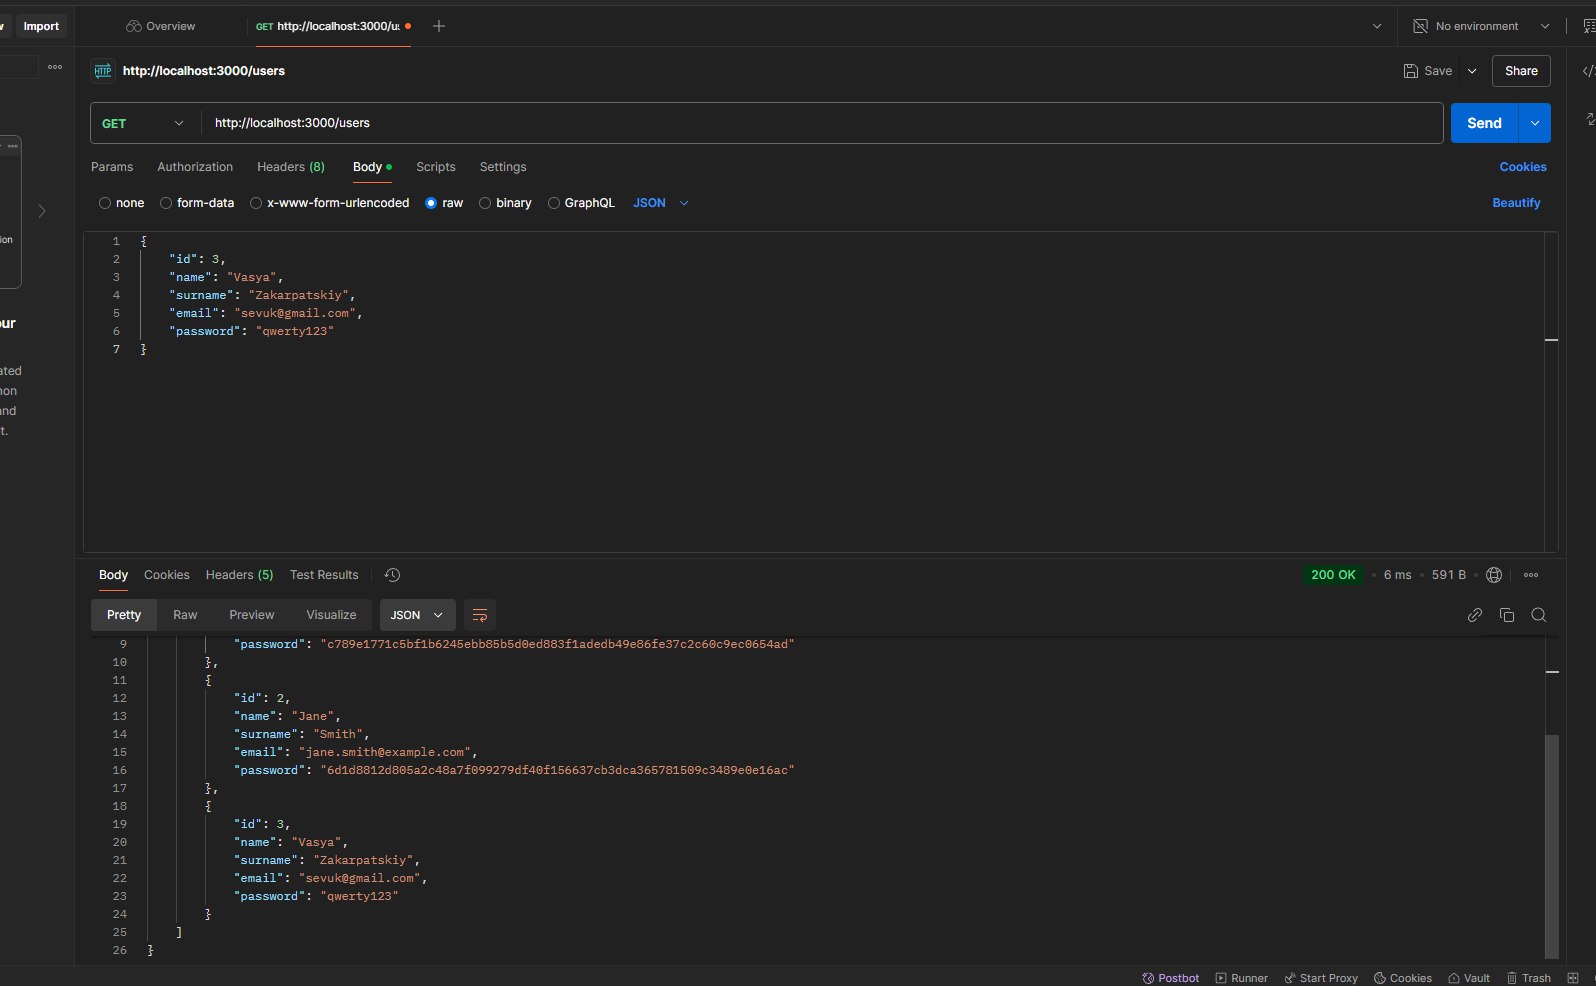 Import
Overview
GET http://localhost:3000/u
No environment
HTTP http://localhost:3000/users
Save
Share
GET
http://localhost:3000/users
Send
Params Authorization Headers (8) Body Scripts Settings
Cookies
none form-data x-www-form-urlencoded raw binary GraphQL JSON
Beautify
1 {
2 "id": 3,
3 "name": "Vasya",
4 "surname": "Zakarpatskiy",
5 "email": "sevuk@gmail.com",
6 "password": "qwerty123"
7 }
Body Cookies Headers (5) Test Results
200 OK • 6 ms • 591 B
Pretty Raw Preview Visualize JSON
9 "password": "c789e1771c5bf1b6245ebb85b5d0ed883f1adedb49e86fe37c2c60c9ec0654ad"
10 },
11 {
12 "id": 2,
13 "name": "Jane",
14 "surname": "Smith",
15 "email": "jane.smith@example.com",
16 "password": "6d1d8812d805a2c48a7f099279df40f156637cb3dca365781509c3489e0e16ac"
17 },
18 {
19 "id": 3,
20 "name": "Vasya",
21 "surname": "Zakarpatskiy",
22 "email": "sevuk@gmail.com",
23 "password": "qwerty123"
24 }
25 ]
26 }
Postbot Runner Start Proxy Cookies Vault Trash